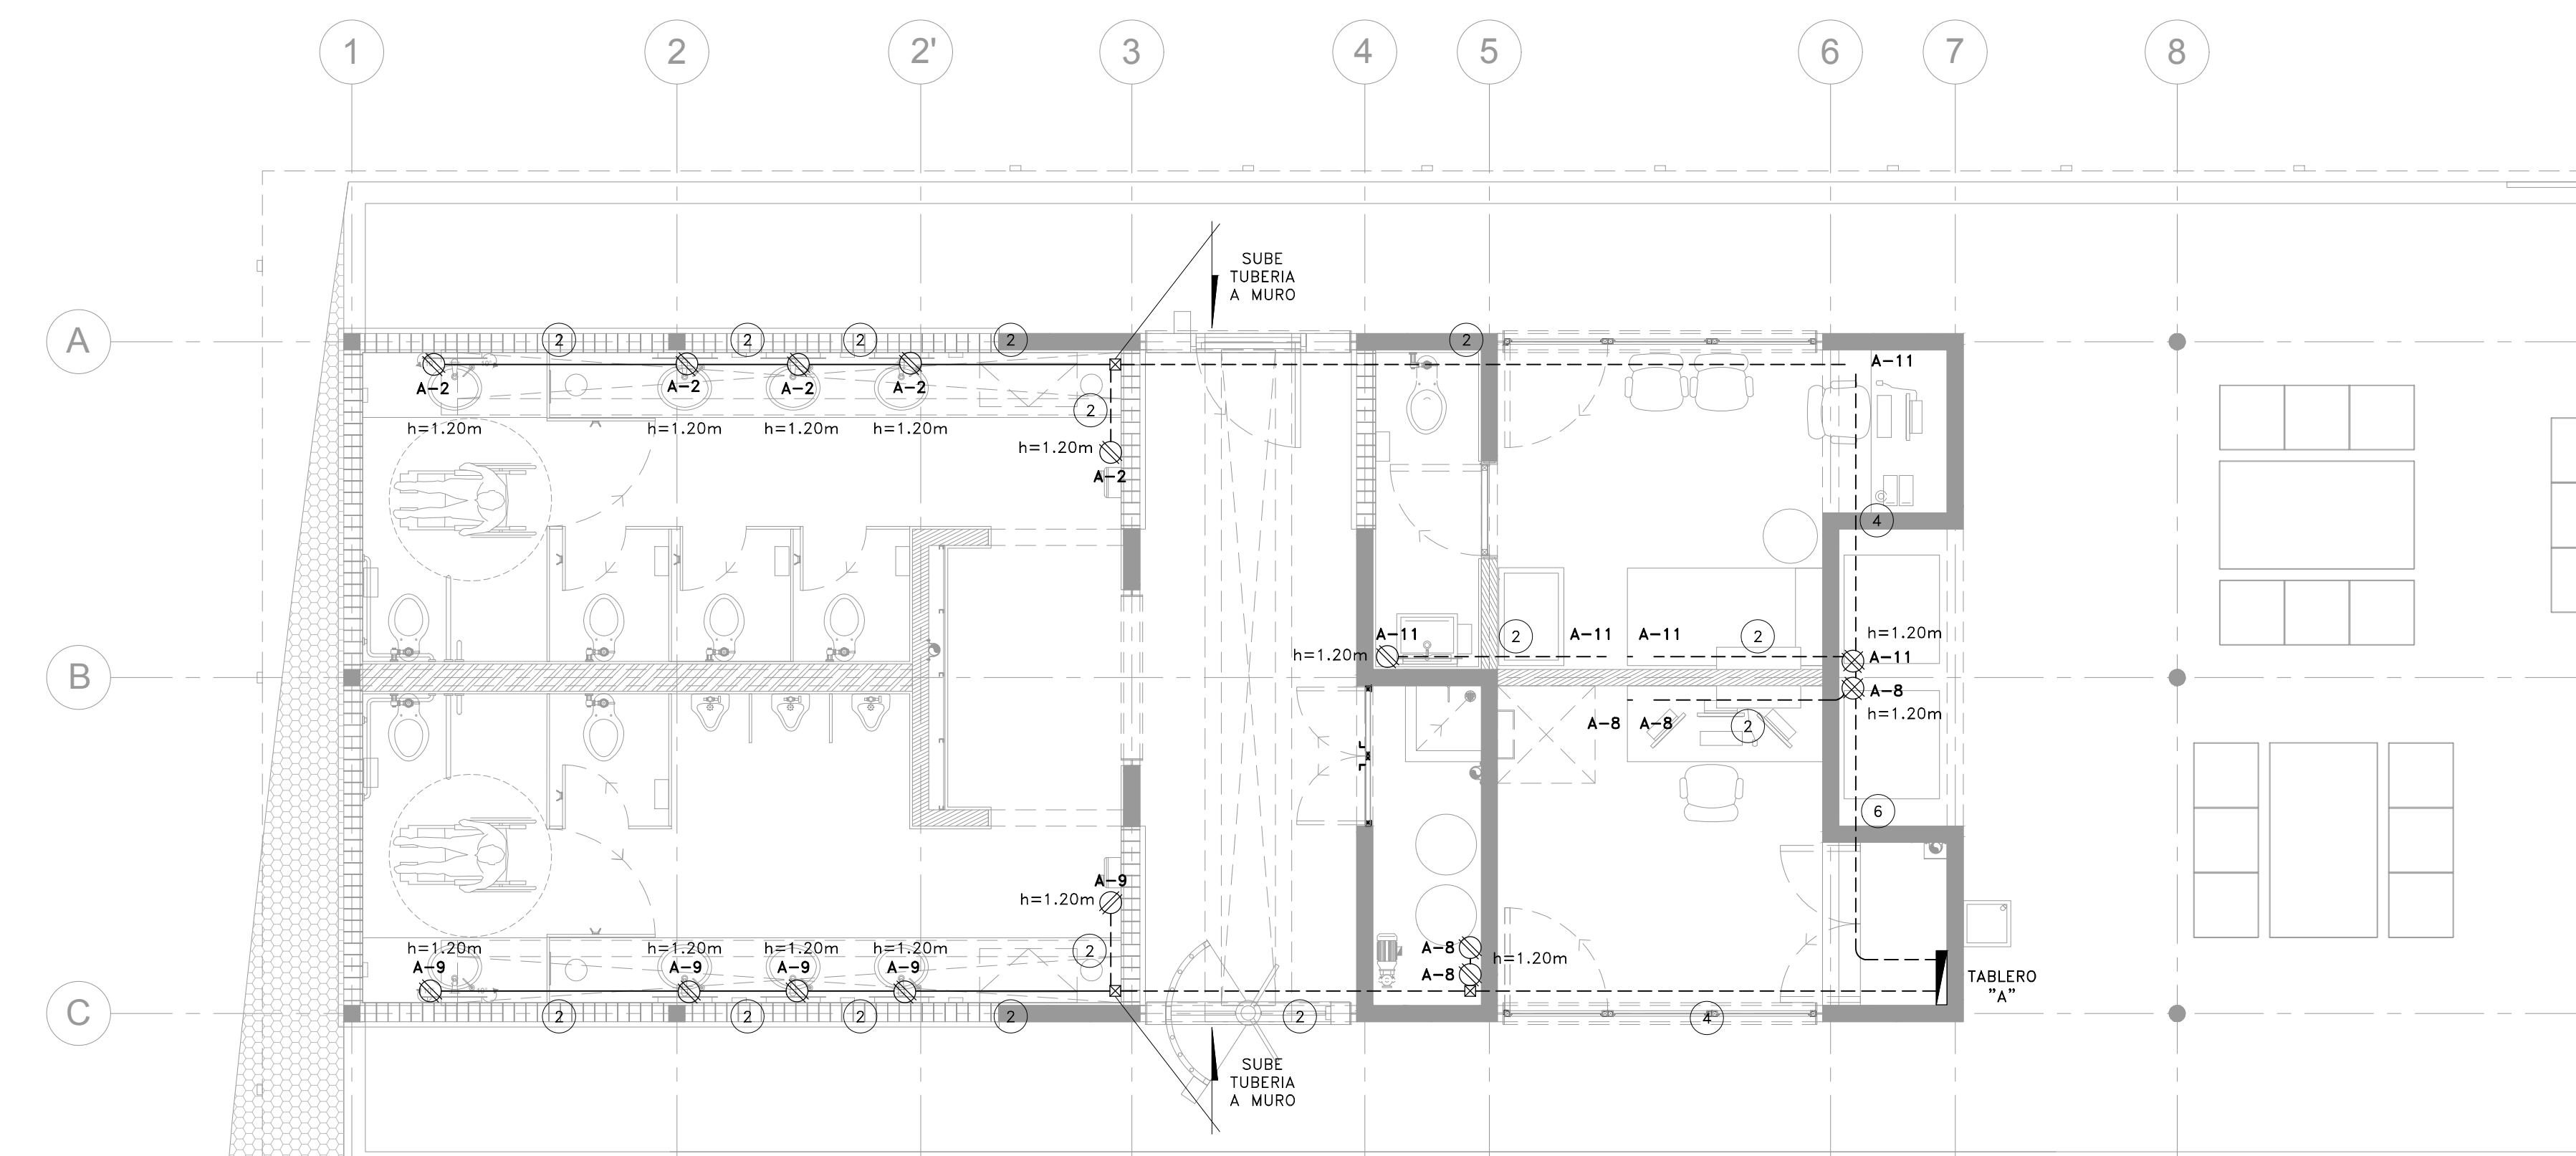 1 2 2' 3 4 5 6 7 8
SUBE
TUBERIA
A MURO
A
2 2 2 2 2
A-2 A-2 A-2 A-2
A-11
2
h=1.20m h=1.20m h=1.20m h=1.20m
h=1.20m
A-2
4
A-11 2 A-11 A-11 2 h=1.20m
h=1.20m
A-11
B
A-8
h=1.20m
A-8 A-8 2
6
A-9
h=1.20m
h=1.20m h=1.20m h=1.20m h=1.20m 2 A-8 h=1.20m
A-9 A-9 A-9 A-9 A-8
TABLERO
"A"
C
2 2 2 2 2 4
SUBE
TUBERIA
A MURO